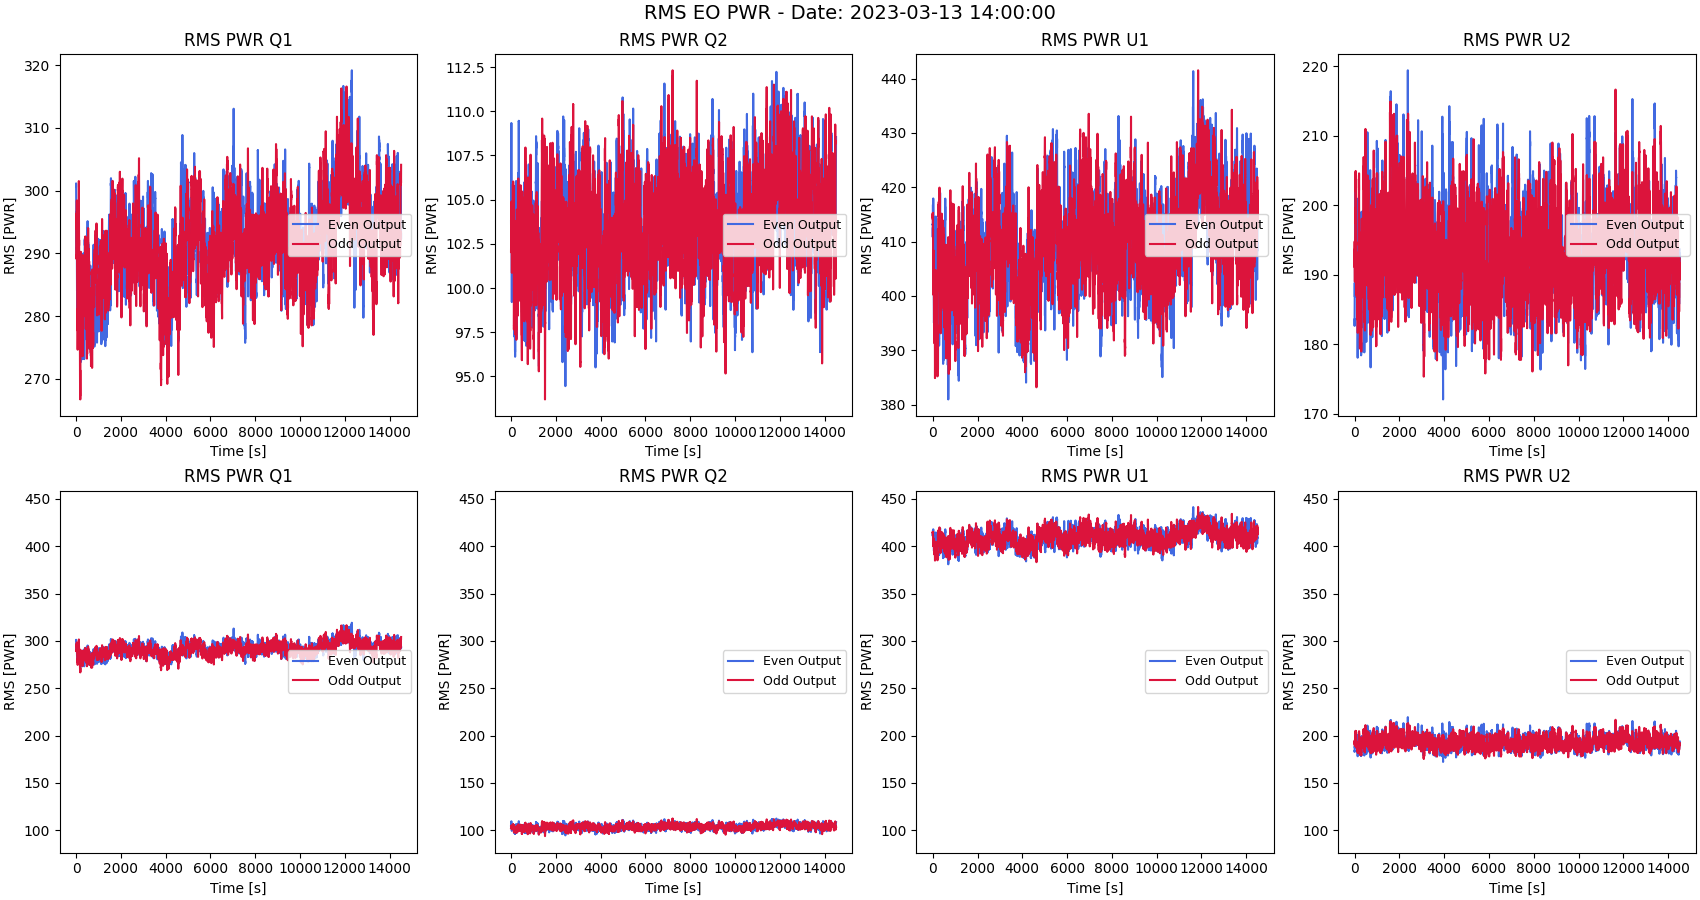 RMS EO PWR - Date: 2023-03-13 14:00:00
RMS PWR Q1
RMS [PWR]
320
310
300
290
280
270
0 2000 4000 6000 8000 10000 12000 14000
Time [s]
Even Output
Odd Output
RMS PWR Q2
RMS [PWR]
112.5
110.0
107.5
105.0
102.5
100.0
97.5
95.0
0 2000 4000 6000 8000 10000 12000 14000
Time [s]
Even Output
Odd Output
RMS PWR U1
RMS [PWR]
440
430
420
410
400
390
380
0 2000 4000 6000 8000 10000 12000 14000
Time [s]
Even Output
Odd Output
RMS PWR U2
RMS [PWR]
220
210
200
190
180
170
0 2000 4000 6000 8000 10000 12000 14000
Time [s]
Even Output
Odd Output
RMS PWR Q1
RMS [PWR]
450
400
350
300
250
200
150
100
0 2000 4000 6000 8000 10000 12000 14000
Time [s]
Even Output
Odd Output
RMS PWR Q2
RMS [PWR]
450
400
350
300
250
200
150
100
0 2000 4000 6000 8000 10000 12000 14000
Time [s]
Even Output
Odd Output
RMS PWR U1
RMS [PWR]
450
400
350
300
250
200
150
100
0 2000 4000 6000 8000 10000 12000 14000
Time [s]
Even Output
Odd Output
RMS PWR U2
RMS [PWR]
450
400
350
300
250
200
150
100
0 2000 4000 6000 8000 10000 12000 14000
Time [s]
Even Output
Odd Output